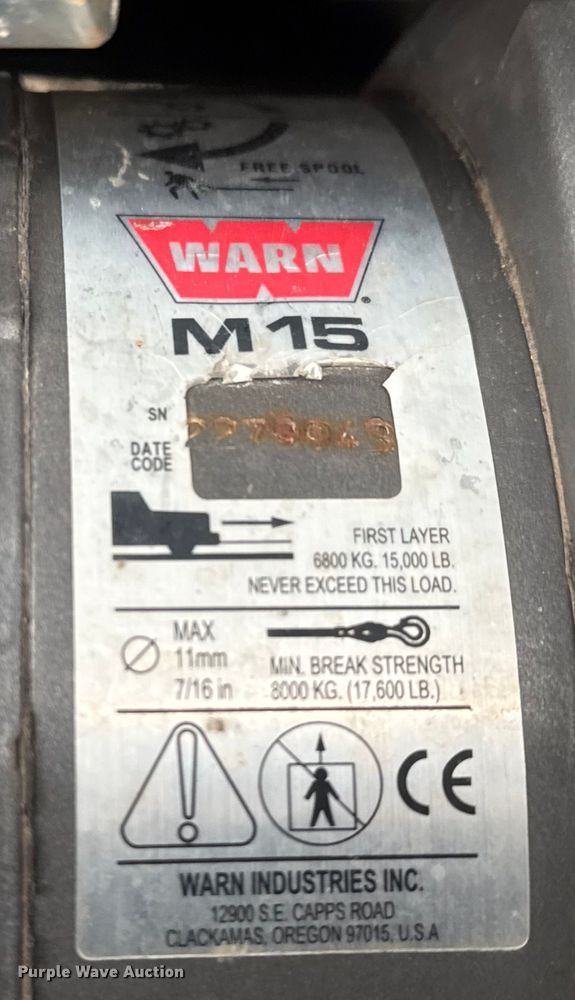 FREE SPOOL
WARN®
M15
SN
DATE
CODE
FIRST LAYER
6800 KG. 15,000 LB.
NEVER EXCEED THIS LOAD.
MAX
11mm
7/16 in
MIN. BREAK STRENGTH
8000 KG. (17,600 LB.)
CE
WARN INDUSTRIES INC.
12900 S.E. CAPPS ROAD
CLACKAMAS, OREGON 97015, U.S.A
Purple Wave Auction